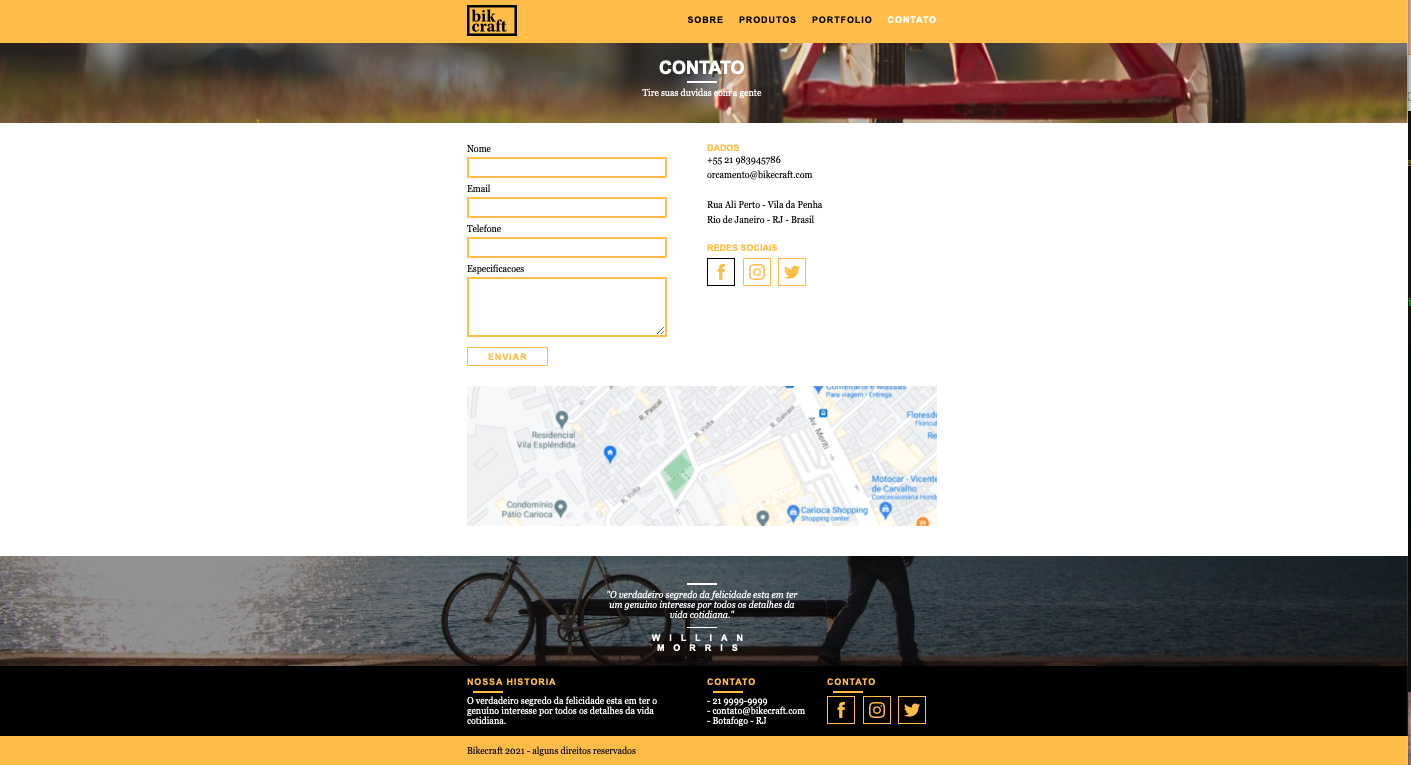 bik
craft
SOBRE PRODUTOS PORTFOLIO CONTATO
CONTATO
Tire suas duvidas com a gente
Nome
Email
Telefone
Especificacoes
ENVIAR
DADOS
+55 21 983945786
orcamento@bikecraft.com
Rua Ali Perto - Vila da Penha
Rio de Janeiro - RJ - Brasil
REDES SOCIAIS
Confeitaria e Massas
Para viagem - Entrega
R. Pascal
R. Galvani
Av. Meriti
R. Volta
Residencial
Vila Esplêndida
R. Volta
Condomínio
Pátio Carioca
Carioca Shopping
Shopping center
Motocar - Vicente
de Carvalho
Concessionária Honda
"O verdadeiro segredo da felicidade esta em ter
um genuino interesse por todos os detalhes da
vida cotidiana."
WILLIAN
MORRIS
NOSSA HISTORIA
O verdadeiro segredo da felicidade esta em ter o
genuino interesse por todos os detalhes da vida
cotidiana.
CONTATO
- 21 9999-9999
- contato@bikecraft.com
- Botafogo - RJ
CONTATO
Bikecraft 2021 - alguns direitos reservados